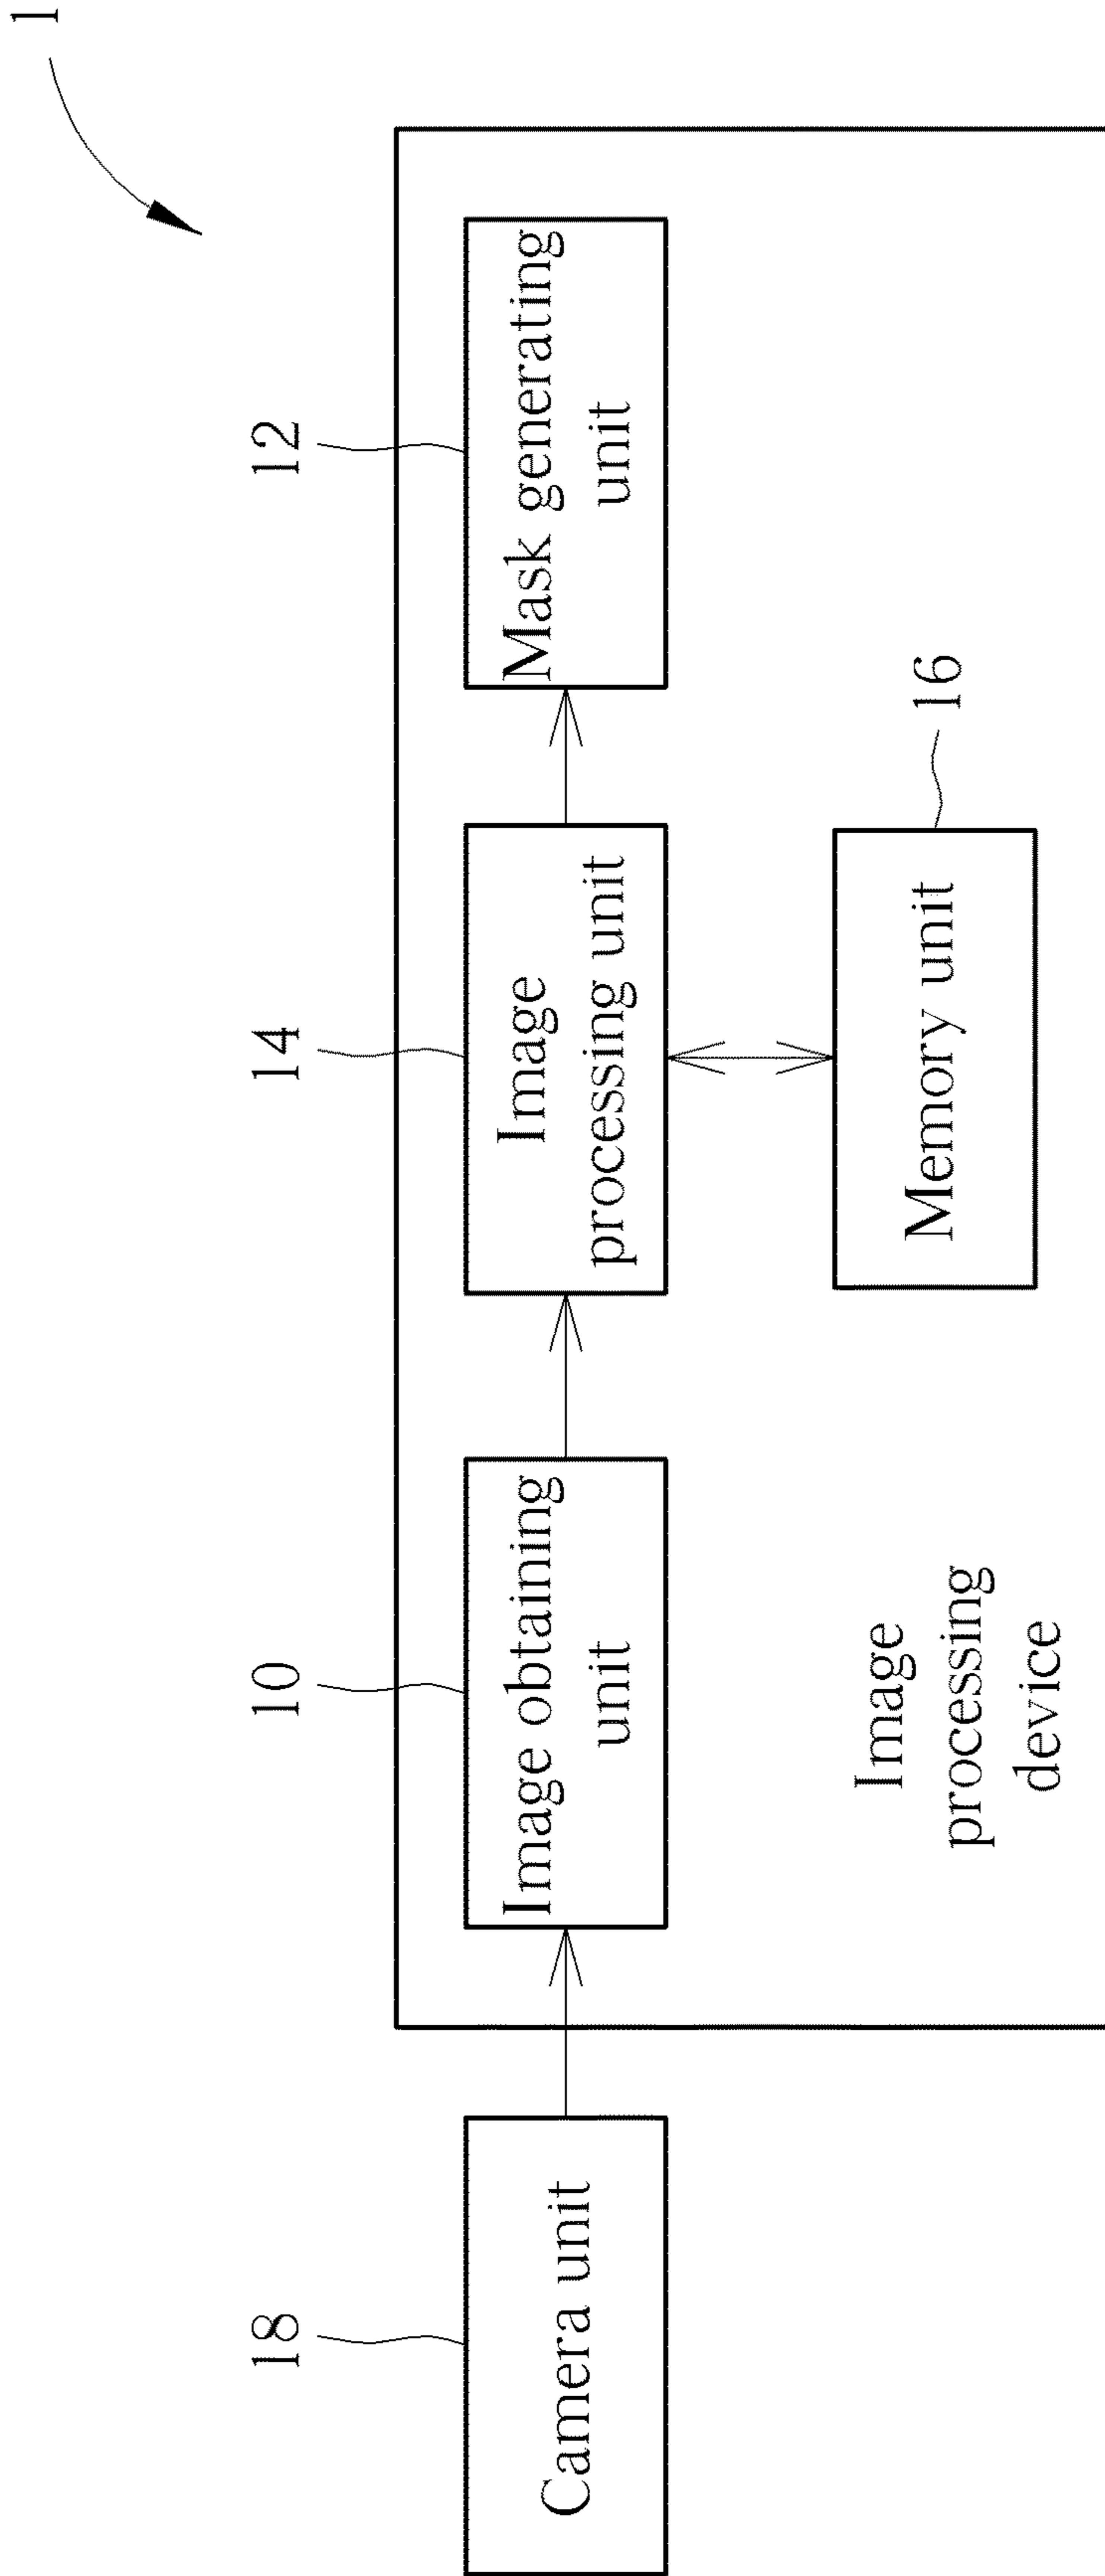 1
18
10
14
12
Camera unit
Image obtaining
unit
Image
processing unit
Mask generating
unit
16
Memory unit
Image
processing
device